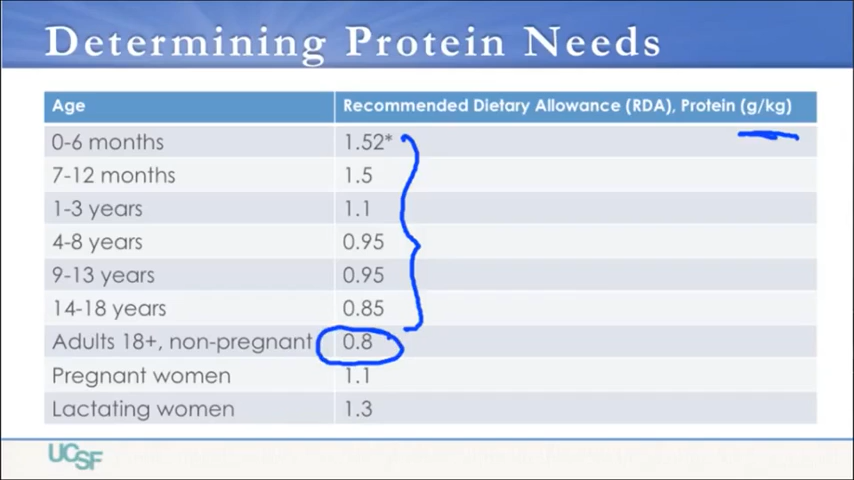 Determining Protein Needs
Age Recommended Dietary Allowance (RDA), Protein (g/kg)
0-6 months 1.52*
7-12 months 1.5
1-3 years 1.1
4-8 years 0.95
9-13 years 0.95
14-18 years 0.85
Adults 18+, non-pregnant 0.8
Pregnant women 1.1
Lactating women 1.3
UCSF